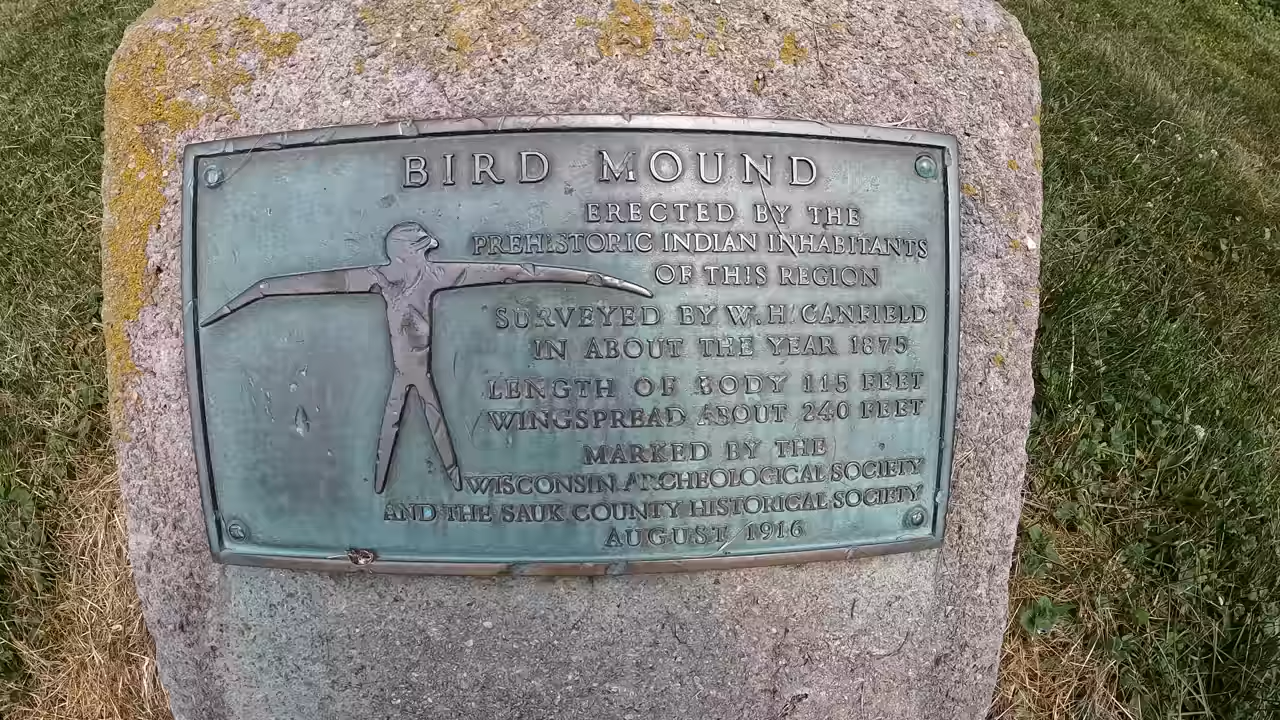 BIRD MOUND
ERECTED BY THE
PREHISTORIC INDIAN INHABITANTS
OF THIS REGION
SURVEYED BY W. H. CANFIELD
IN ABOUT THE YEAR 1875
LENGTH OF BODY 115 FEET
WINGSPREAD ABOUT 240 FEET
MARKED BY THE
WISCONSIN ARCHEOLOGICAL SOCIETY
AND THE SAUK COUNTY HISTORICAL SOCIETY
AUGUST 1916